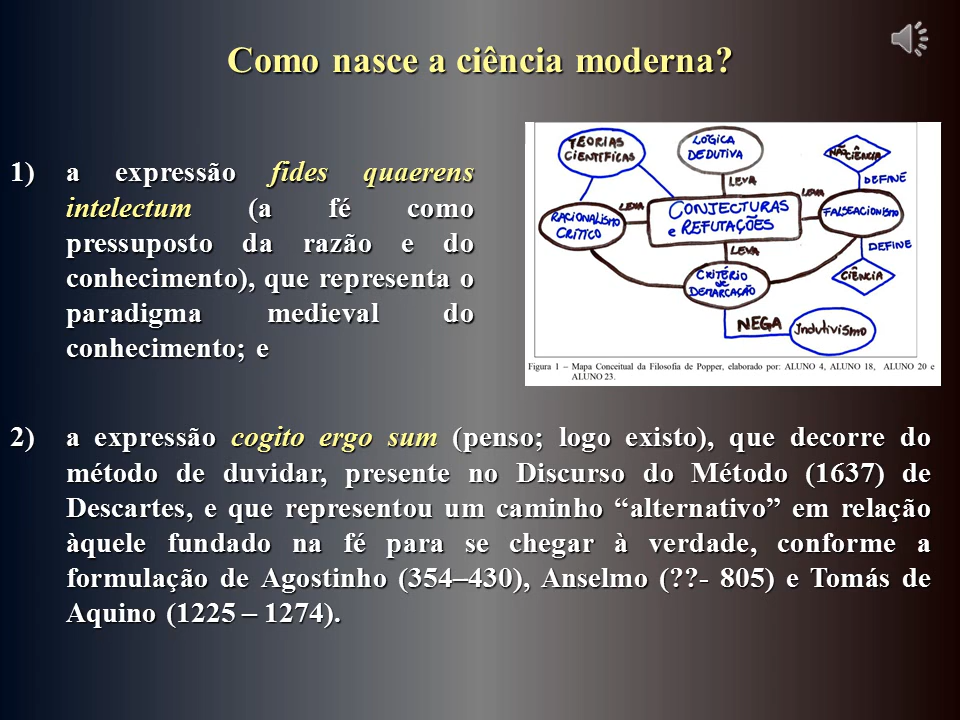 Como nasce a ciência moderna?
1) a expressão fides quaerens
intelectum (a fé como
pressuposto da razão e do
conhecimento), que representa o
paradigma medieval do
conhecimento; e
TEORIAS
CIENTÍFICAS
LÓGICA
DEDUTIVA
NÃO CIÊNCIA
LEVA
DEFINE
LEVA
LEVA
RACIONALISMO
CRÍTICO
CONJECTURAS
e REFUTAÇÕES
FALSEACIONISMO
LEVA
DEFINE
CRITÉRIO
DE
DEMARCAÇÃO
CIÊNCIA
NEGA
Indutivismo
Figura 1 – Mapa Conceitual da Filosofia de Popper, elaborado por: ALUNO 4, ALUNO 18, ALUNO 20 e
ALUNO 23.
2) a expressão cogito ergo sum (penso; logo existo), que decorre do
método de duvidar, presente no Discurso do Método (1637) de
Descartes, e que representou um caminho “alternativo” em relação
àquele fundado na fé para se chegar à verdade, conforme a
formulação de Agostinho (354–430), Anselmo (??- 805) e Tomás de
Aquino (1225 – 1274).